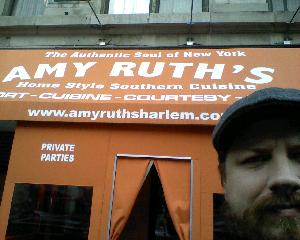 The Authentic Soul of New York
AMY RUTH'S
Home Style Southern Cuisine
ORT-CUISINE-COURTESY-
www.amyruthsharlem.co
PRIVATE
PARTIES